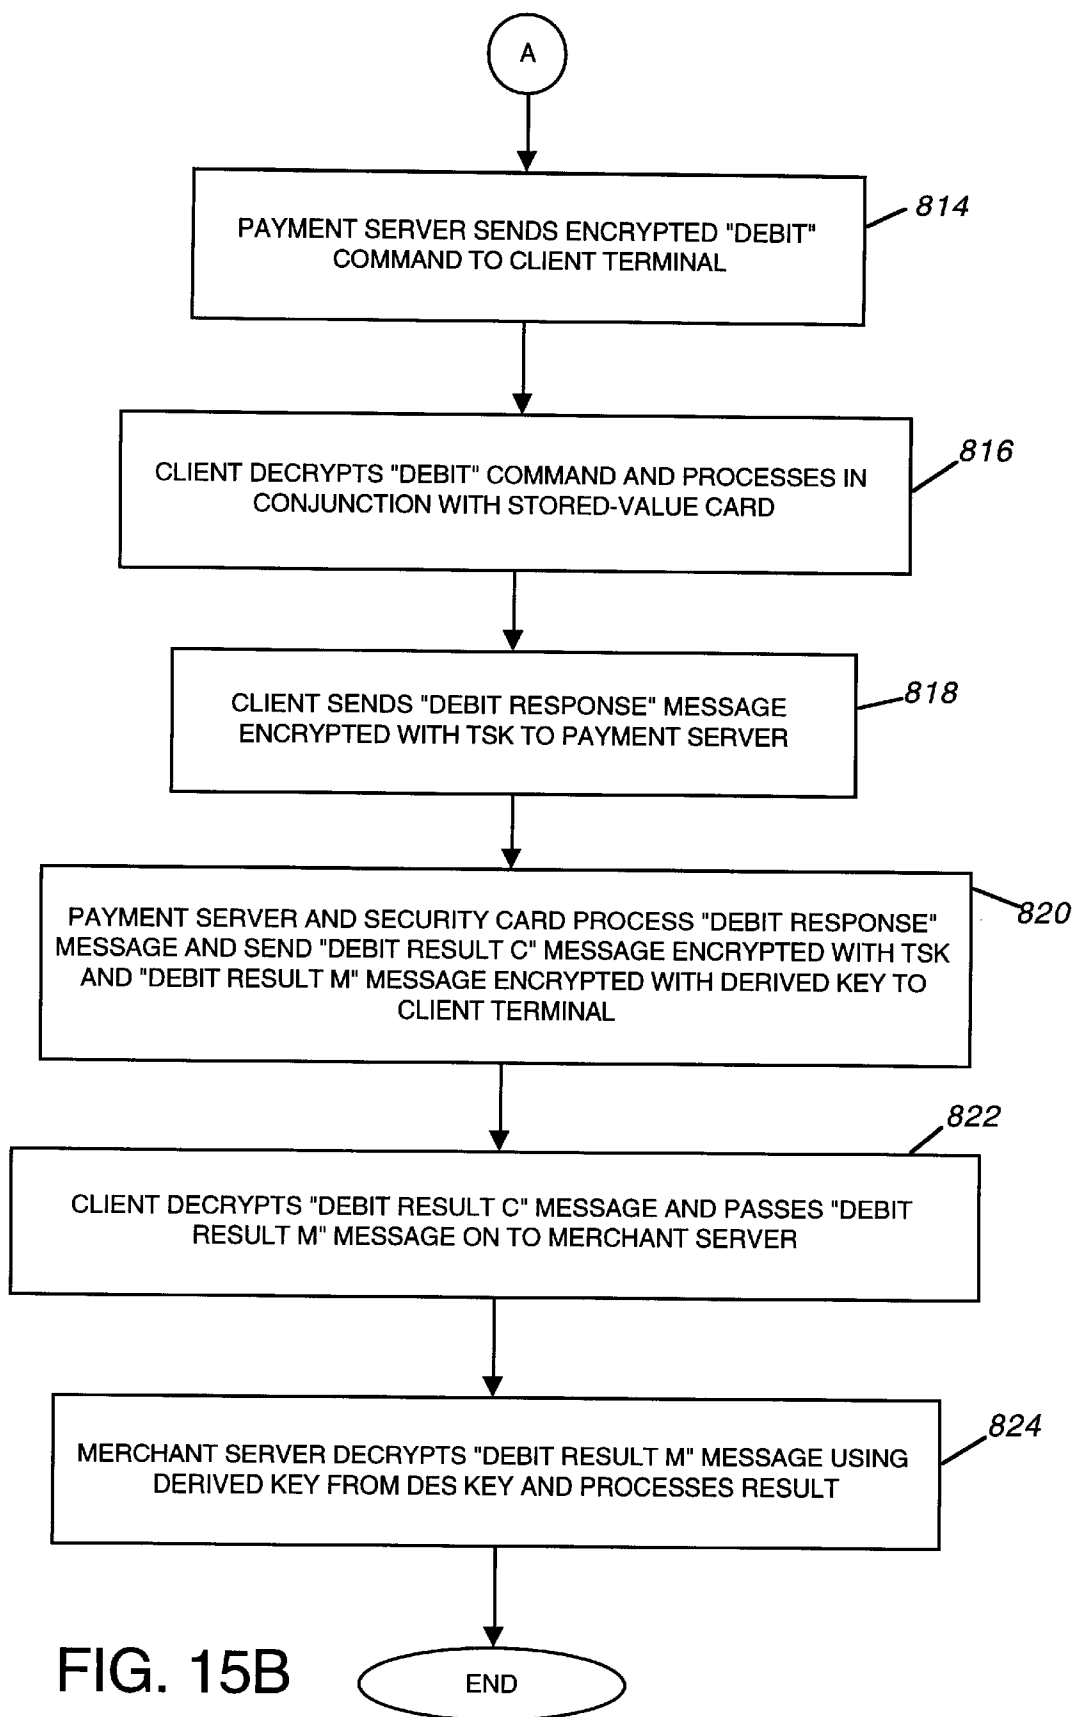 A
814
PAYMENT SERVER SENDS ENCRYPTED "DEBIT"
COMMAND TO CLIENT TERMINAL
816
CLIENT DECRYPTS "DEBIT" COMMAND AND PROCESSES IN
CONJUNCTION WITH STORED-VALUE CARD
818
CLIENT SENDS "DEBIT RESPONSE" MESSAGE
ENCRYPTED WITH TSK TO PAYMENT SERVER
820
PAYMENT SERVER AND SECURITY CARD PROCESS "DEBIT RESPONSE"
MESSAGE AND SEND "DEBIT RESULT C" MESSAGE ENCRYPTED WITH TSK
AND "DEBIT RESULT M" MESSAGE ENCRYPTED WITH DERIVED KEY TO
CLIENT TERMINAL
822
CLIENT DECRYPTS "DEBIT RESULT C" MESSAGE AND PASSES "DEBIT
RESULT M" MESSAGE ON TO MERCHANT SERVER
824
MERCHANT SERVER DECRYPTS "DEBIT RESULT M" MESSAGE USING
DERIVED KEY FROM DES KEY AND PROCESSES RESULT
FIG. 15B
END